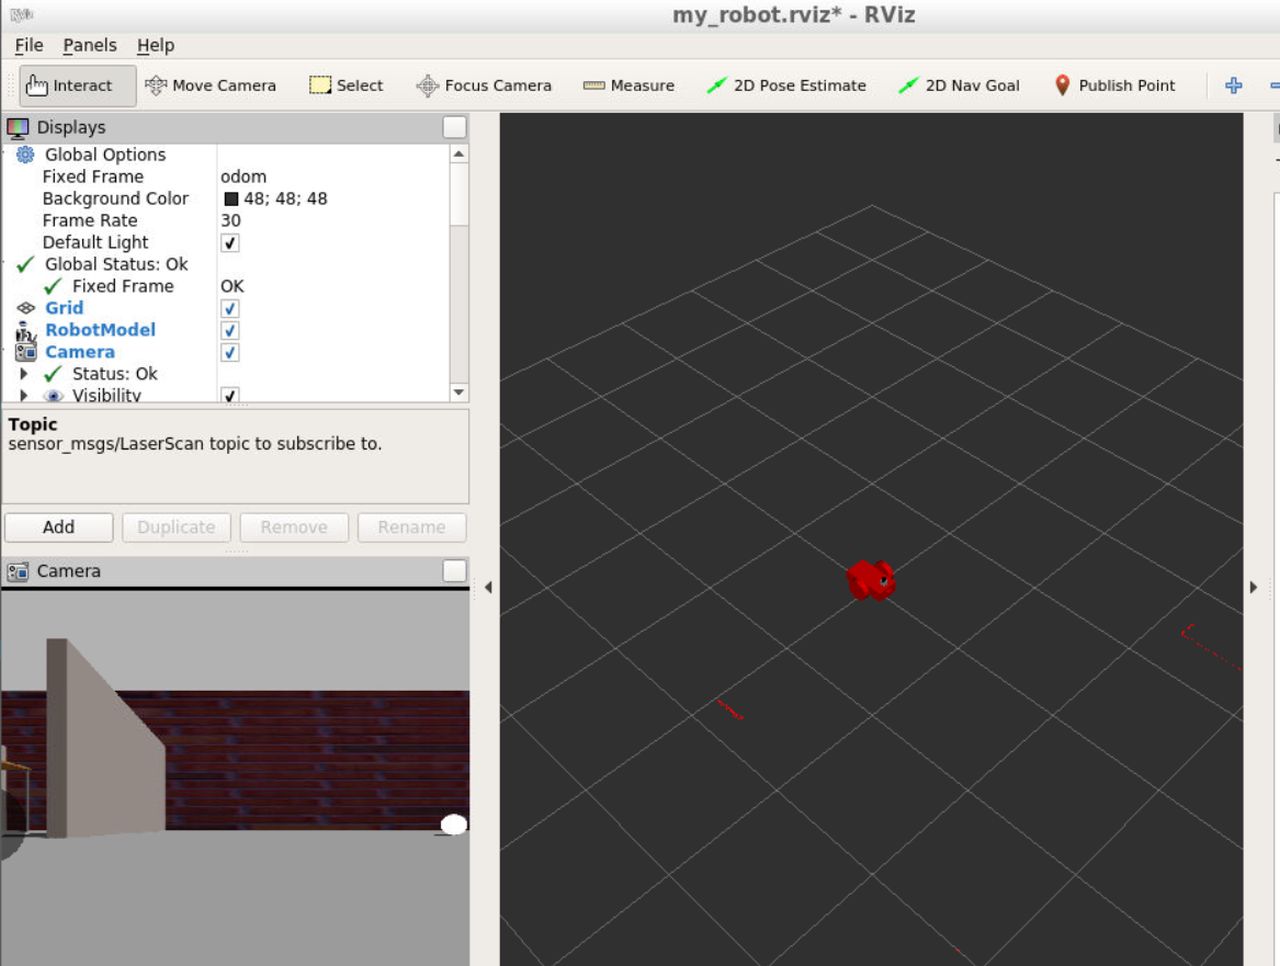 my_robot.rviz* - RViz
File Panels Help
Interact Move Camera Select Focus Camera Measure 2D Pose Estimate 2D Nav Goal Publish Point
Displays
Global Options
Fixed Frame odom
Background Color 48; 48; 48
Frame Rate 30
Default Light
Global Status: Ok
Fixed Frame OK
Grid
RobotModel
Camera
Status: Ok
Visibility
Topic
sensor_msgs/LaserScan topic to subscribe to.
Add Duplicate Remove Rename
Camera